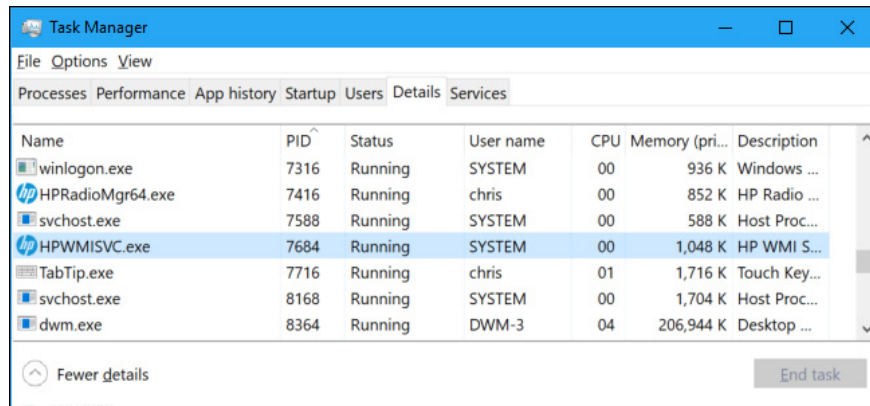 Task Manager
File Options View
Processes Performance App history Startup Users Details Services
Name PID Status User name CPU Memory (pri... Description
winlogon.exe 7316 Running SYSTEM 00 936 K Windows ...
hp HPRadioMgr64.exe 7416 Running chris 00 852 K HP Radio ...
svchost.exe 7588 Running SYSTEM 00 588 K Host Proc...
hp HPWMISVC.exe 7684 Running SYSTEM 00 1,048 K HP WMI S...
TabTip.exe 7716 Running chris 01 1,716 K Touch Key...
svchost.exe 8168 Running SYSTEM 00 1,704 K Host Proc...
dwm.exe 8364 Running DWM-3 04 206,944 K Desktop ...
Fewer details End task